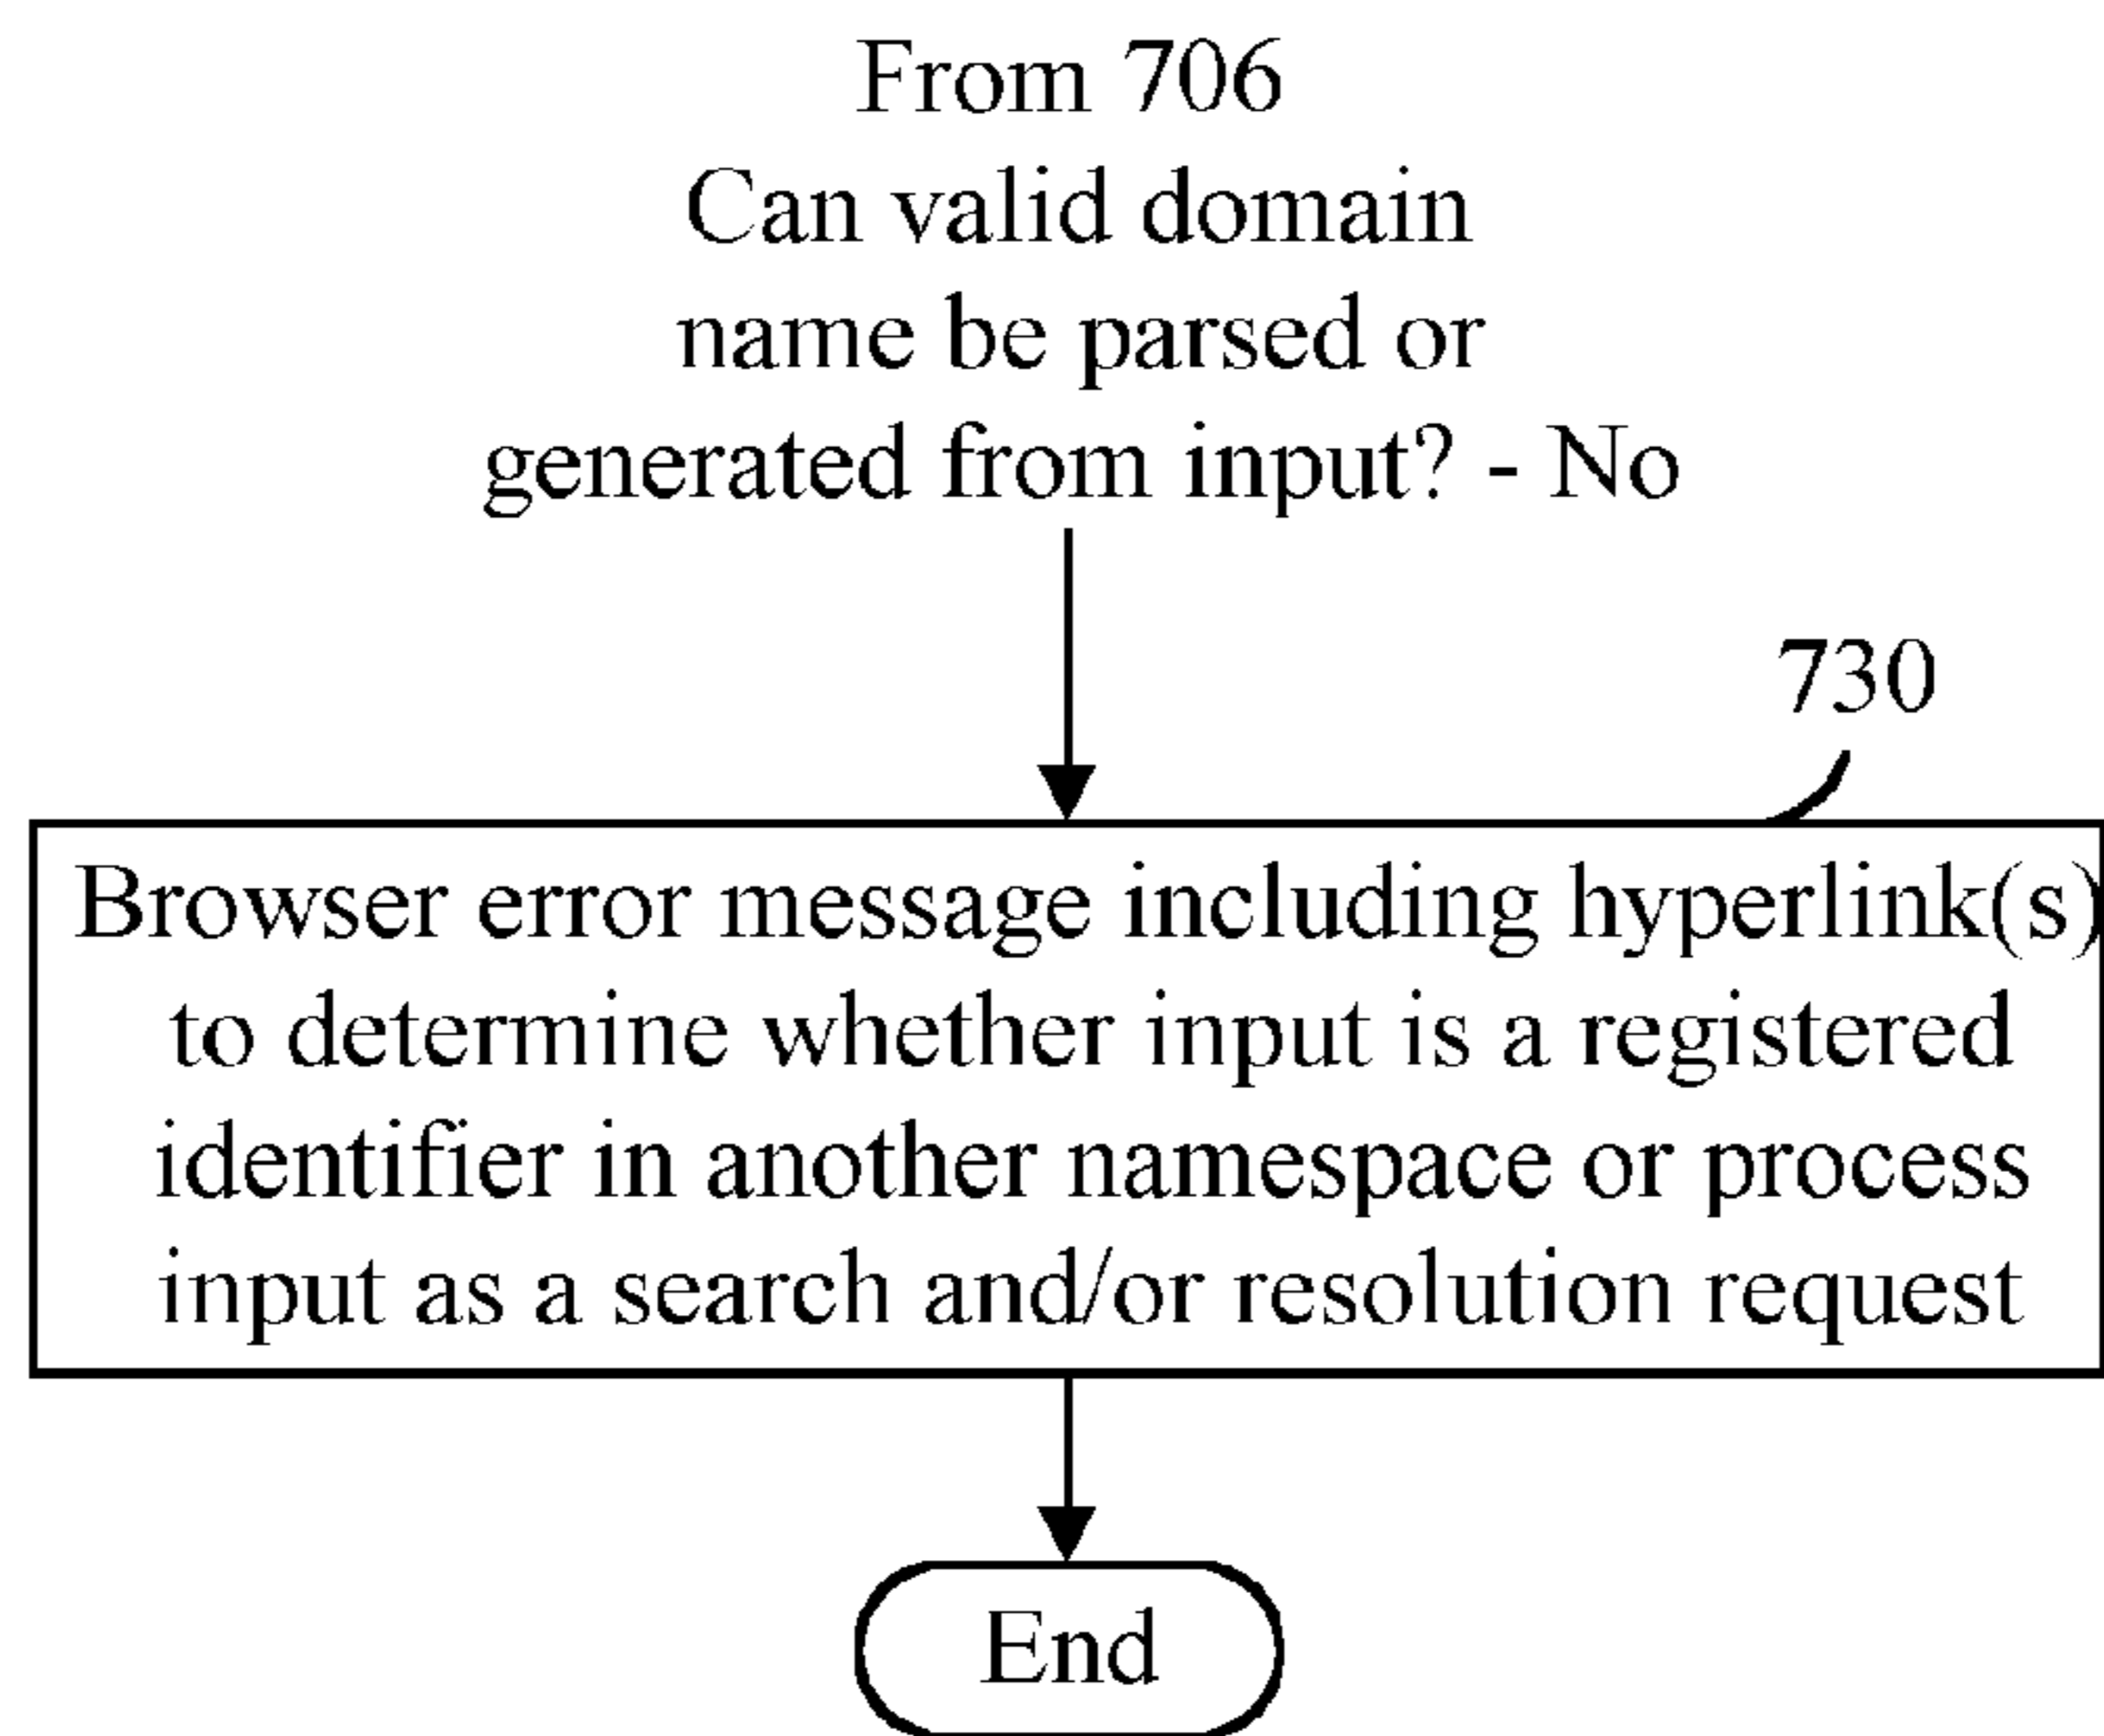 From 706
Can valid domain
name be parsed or
generated from input? - No
730
Browser error message including hyperlink(s)
to determine whether input is a registered
identifier in another namespace or process
input as a search and/or resolution request
End